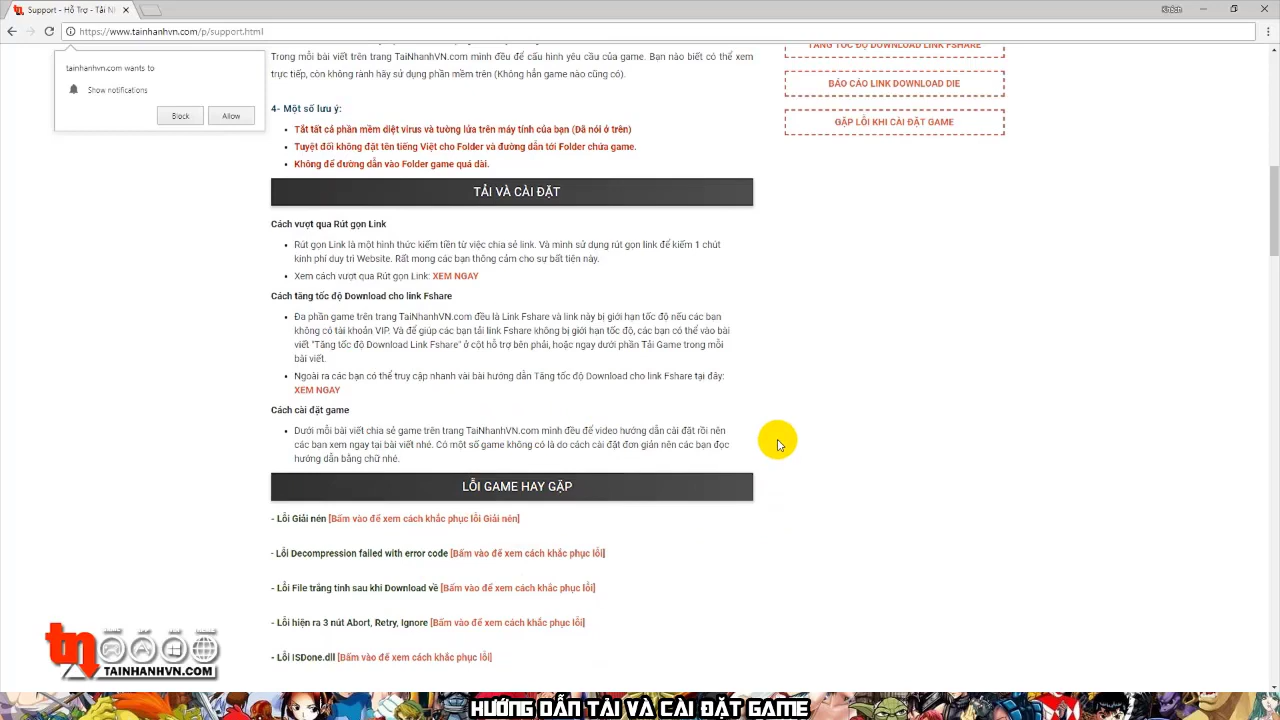 Support - Hỗ Trợ - Tải N
Khách
https://www.tainhanhvn.com/p/support.html
tainhanhvn.com wants to
Show notifications
Block
Allow
Trong mỗi bài viết trên trang TaiNhanhVN.com mình đều để cấu hình yêu cầu của game. Bạn nào biết có thể xem
trực tiếp, còn không rành hãy sử dụng phần mềm trên (Không hẳn game nào cũng có).
4- Một số lưu ý:
Tắt tất cả phần mềm diệt virus và tường lửa trên máy tính của bạn (Đã nói ở trên)
Tuyệt đối không đặt tên tiếng Việt cho Folder và đường dẫn tới Folder chứa game.
Không để đường dẫn vào Folder game quá dài.
TẢI VÀ CÀI ĐẶT
Cách vượt qua Rút gọn Link
Rút gọn Link là một hình thức kiếm tiền từ việc chia sẻ link. Và mình sử dụng rút gọn link để kiếm 1 chút
kinh phí duy trì Website. Rất mong các bạn thông cảm cho sự bất tiện này.
Xem cách vượt qua Rút gọn Link: XEM NGAY
Cách tăng tốc độ Download cho link Fshare
Đa phần game trên trang TaiNhanhVN.com đều là Link Fshare và link này bị giới hạn tốc độ nếu các bạn
không có tài khoản VIP. Và để giúp các bạn tải link Fshare không bị giới hạn tốc độ, các bạn có thể vào bài
viết "Tăng tốc độ Download Link Fshare" ở cột hỗ trợ bên phải, hoặc ngay dưới phần Tải Game trong mỗi
bài viết.
Ngoài ra các bạn có thể truy cập nhanh vài bài hướng dẫn Tăng tốc độ Download cho link Fshare tại đây:
XEM NGAY
Cách cài đặt game
Dưới mỗi bài viết chia sẻ game trên trang TaiNhanhVN.com mình đều để video hướng dẫn cài đặt rồi nên
các bạn xem ngay tại bài viết nhé. Có một số game không có là do cách cài đặt đơn giản nên các bạn đọc
hướng dẫn bằng chữ nhé.
LỖI GAME HAY GẶP
- Lỗi Giải nén [Bấm vào để xem cách khắc phục lỗi Giải nén]
- Lỗi Decompression failed with error code [Bấm vào để xem cách khắc phục lỗi]
- Lỗi File trắng tinh sau khi Download về [Bấm vào để xem cách khắc phục lỗi]
- Lỗi hiện ra 3 nút Abort, Retry, Ignore [Bấm vào để xem cách khắc phục lỗi]
- Lỗi ISDone.dll [Bấm vào để xem cách khắc phục lỗi]
TĂNG TỐC ĐỘ DOWNLOAD LINK FSHARE
BÁO CÁO LINK DOWNLOAD DIE
GẶP LỖI KHI CÀI ĐẶT GAME
tn
TAINHANHVN.COM
HƯỚNG DẪN TẢI VÀ CÀI ĐẶT GAME